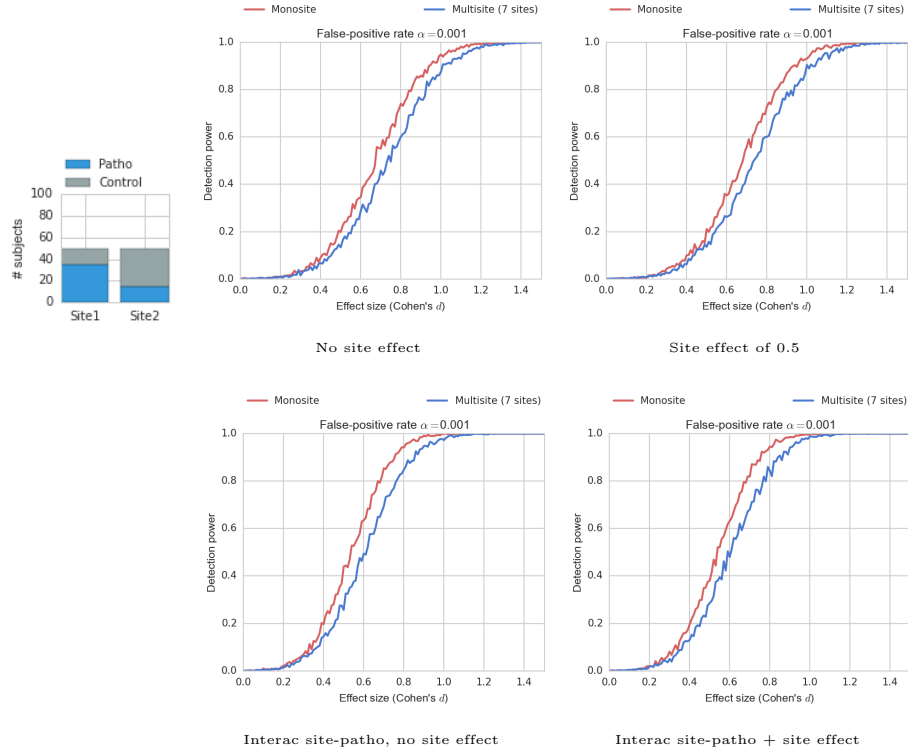 Monosite
Multisite (7 sites)
False-positive rate α=0.001
1.0
0.8
0.6
0.4
0.2
0.0
Detection power
0.0 0.2 0.4 0.6 0.8 1.0 1.2 1.4
Effect size (Cohen's d)
No site effect
Monosite
Multisite (7 sites)
False-positive rate α=0.001
1.0
0.8
0.6
0.4
0.2
0.0
Detection power
0.0 0.2 0.4 0.6 0.8 1.0 1.2 1.4
Effect size (Cohen's d)
Site effect of 0.5
Patho
Control
100
80
60
40
20
0
# subjects
Site1 Site2
Monosite
Multisite (7 sites)
False-positive rate α=0.001
1.0
0.8
0.6
0.4
0.2
0.0
Detection power
0.0 0.2 0.4 0.6 0.8 1.0 1.2 1.4
Effect size (Cohen's d)
Interac site-patho, no site effect
Monosite
Multisite (7 sites)
False-positive rate α=0.001
1.0
0.8
0.6
0.4
0.2
0.0
Detection power
0.0 0.2 0.4 0.6 0.8 1.0 1.2 1.4
Effect size (Cohen's d)
Interac site-patho + site effect